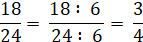 18/24 = 18 : 6/24 : 6 = 3/4